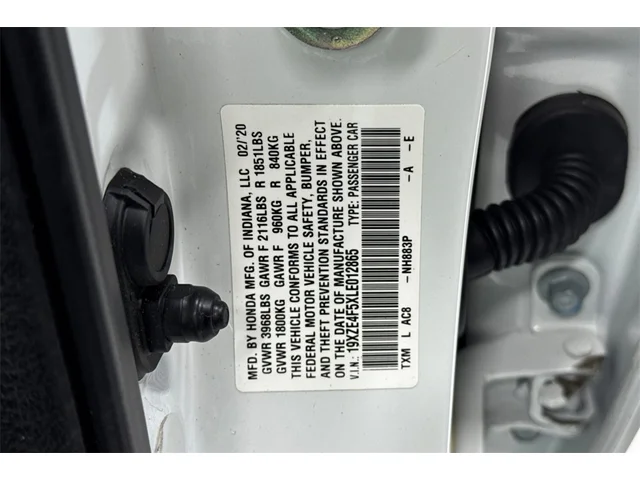 MFD. BY HONDA MFG. OF INDIANA, LLC 02/'20
GVWR 3968LBS GAWR F 2116LBS R 1851LBS
GVWR 1800KG GAWR F 960KG R 840KG
THIS VEHICLE CONFORMS TO ALL APPLICABLE
FEDERAL MOTOR VEHICLE SAFETY, BUMPER,
AND THEFT PREVENTION STANDARDS IN EFFECT
ON THE DATE OF MANUFACTURE SHOWN ABOVE.
V.I.N.: 19XZE4F5XLE012865 TYPE: PASSENGER CAR
TXM L AC8 -NH883P -A -E